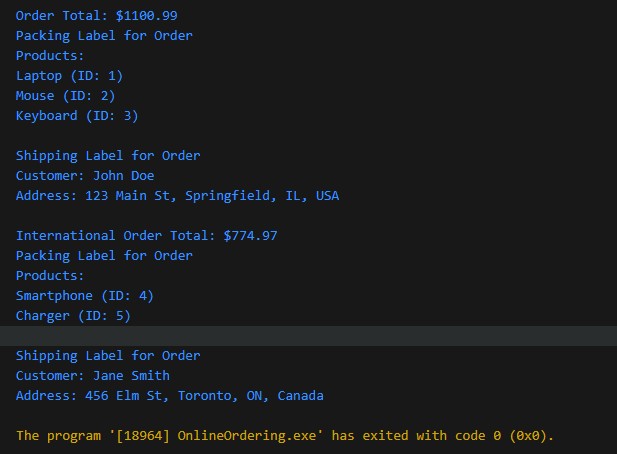 Order Total: $1100.99
Packing Label for Order
Products:
Laptop (ID: 1)
Mouse (ID: 2)
Keyboard (ID: 3)
Shipping Label for Order
Customer: John Doe
Address: 123 Main St, Springfield, IL, USA
International Order Total: $774.97
Packing Label for Order
Products:
Smartphone (ID: 4)
Charger (ID: 5)
Shipping Label for Order
Customer: Jane Smith
Address: 456 Elm St, Toronto, ON, Canada
The program '[18964] OnlineOrdering.exe' has exited with code 0 (0x0).